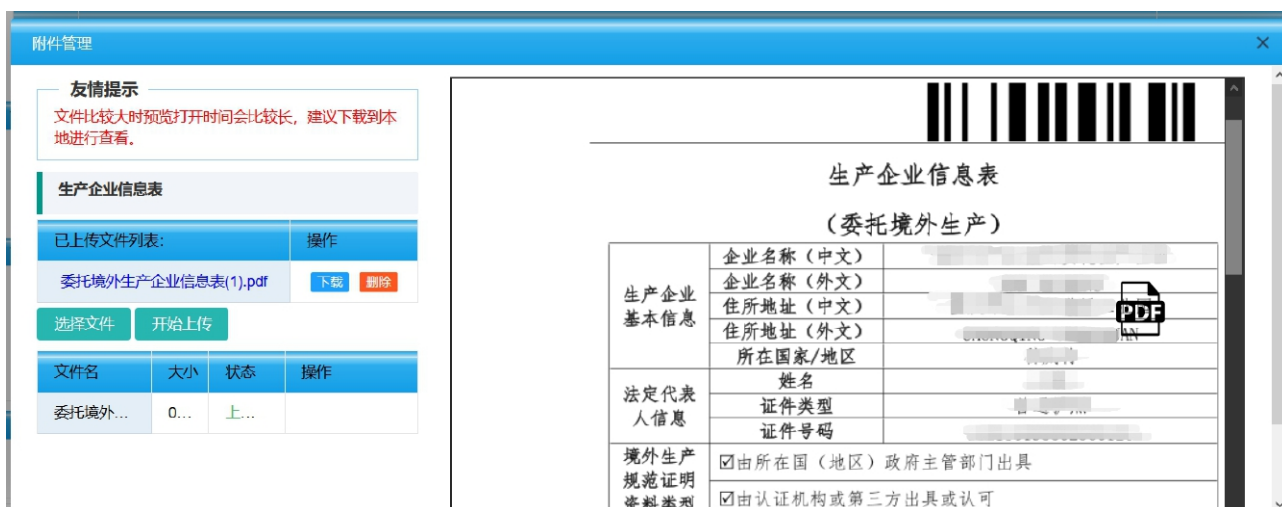 附件管理
×
友情提示
文件比较大时预览打开时间会比较长，建议下载到本
地进行查看。
生产企业信息表
已上传文件列表: 操作
委托境外生产企业信息表(1).pdf 下载 删除
选择文件 开始上传
文件名 大小 状态 操作
委托境外... 0... 上...
生产企业信息表
（委托境外生产）
生产企业
基本信息
企业名称（中文）
企业名称（外文）
住所地址（中文）
住所地址（外文）
所在国家/地区
PDF
法定代表
人信息
姓名
证件类型
证件号码
境外生产
规范证明
资料类型
☑由所在国（地区）政府主管部门出具
☑由认证机构或第三方出具或认可